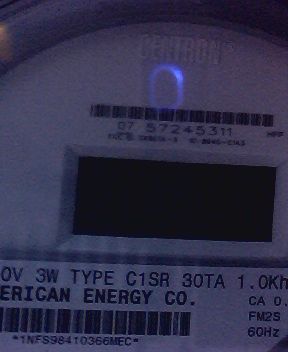 CENTRON®
07 57245311
0V 3W TYPE C1SR 30TA 1.0Kh
ERICAN ENERGY CO.
CA 0.
FM2S
60Hz
*1NFS98410366MEC*